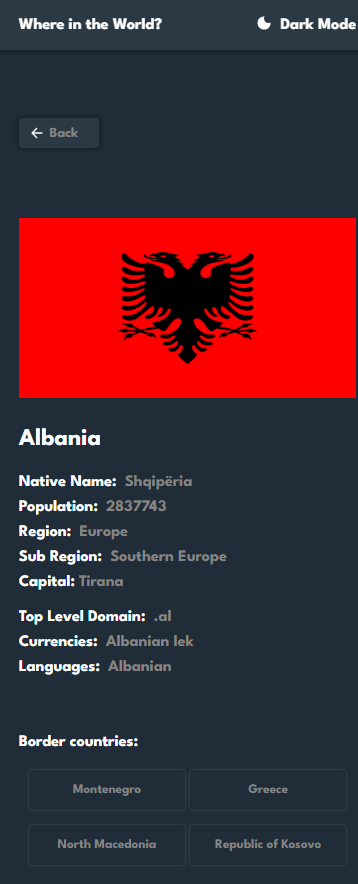 Where in the World?
Dark Mode
Back
Albania
Native Name: Shqipëria
Population: 2837743
Region: Europe
Sub Region: Southern Europe
Capital: Tirana
Top Level Domain: .al
Currencies: Albanian lek
Languages: Albanian
Border countries:
Montenegro
Greece
North Macedonia
Republic of Kosovo